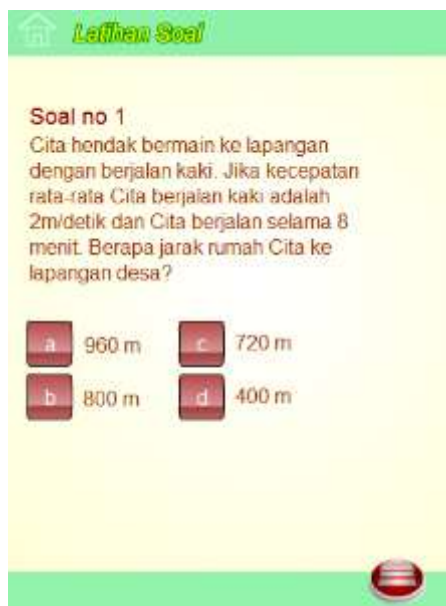 Latihan Soal
Soal no 1
Cita hendak bermain ke lapangan
dengan berjalan kaki. Jika kecepatan
rata-rata Cita berjalan kaki adalah
2m/detik dan Cita berjalan selama 8
menit. Berapa jarak rumah Cita ke
lapangan desa?
a 960 m c 720 m
b 800 m d 400 m